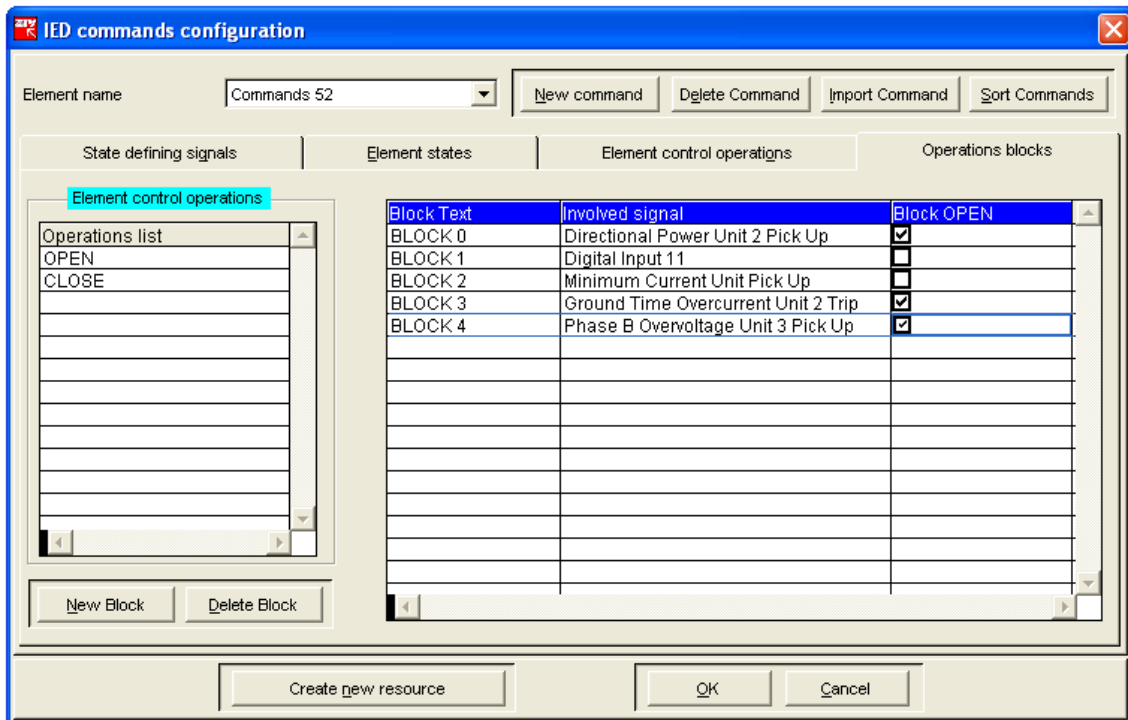 IED commands configuration
Element name Commands 52 New command Delete Command Import Command Sort Commands
State defining signals Element states Element control operations Operations blocks
Element control operations
Operations list
OPEN
CLOSE
Block Text Involved signal Block OPEN
BLOCK 0 Directional Power Unit 2 Pick Up
BLOCK 1 Digital Input 11
BLOCK 2 Minimum Current Unit Pick Up
BLOCK 3 Ground Time Overcurrent Unit 2 Trip
BLOCK 4 Phase B Overvoltage Unit 3 Pick Up
New Block Delete Block
Create new resource OK Cancel